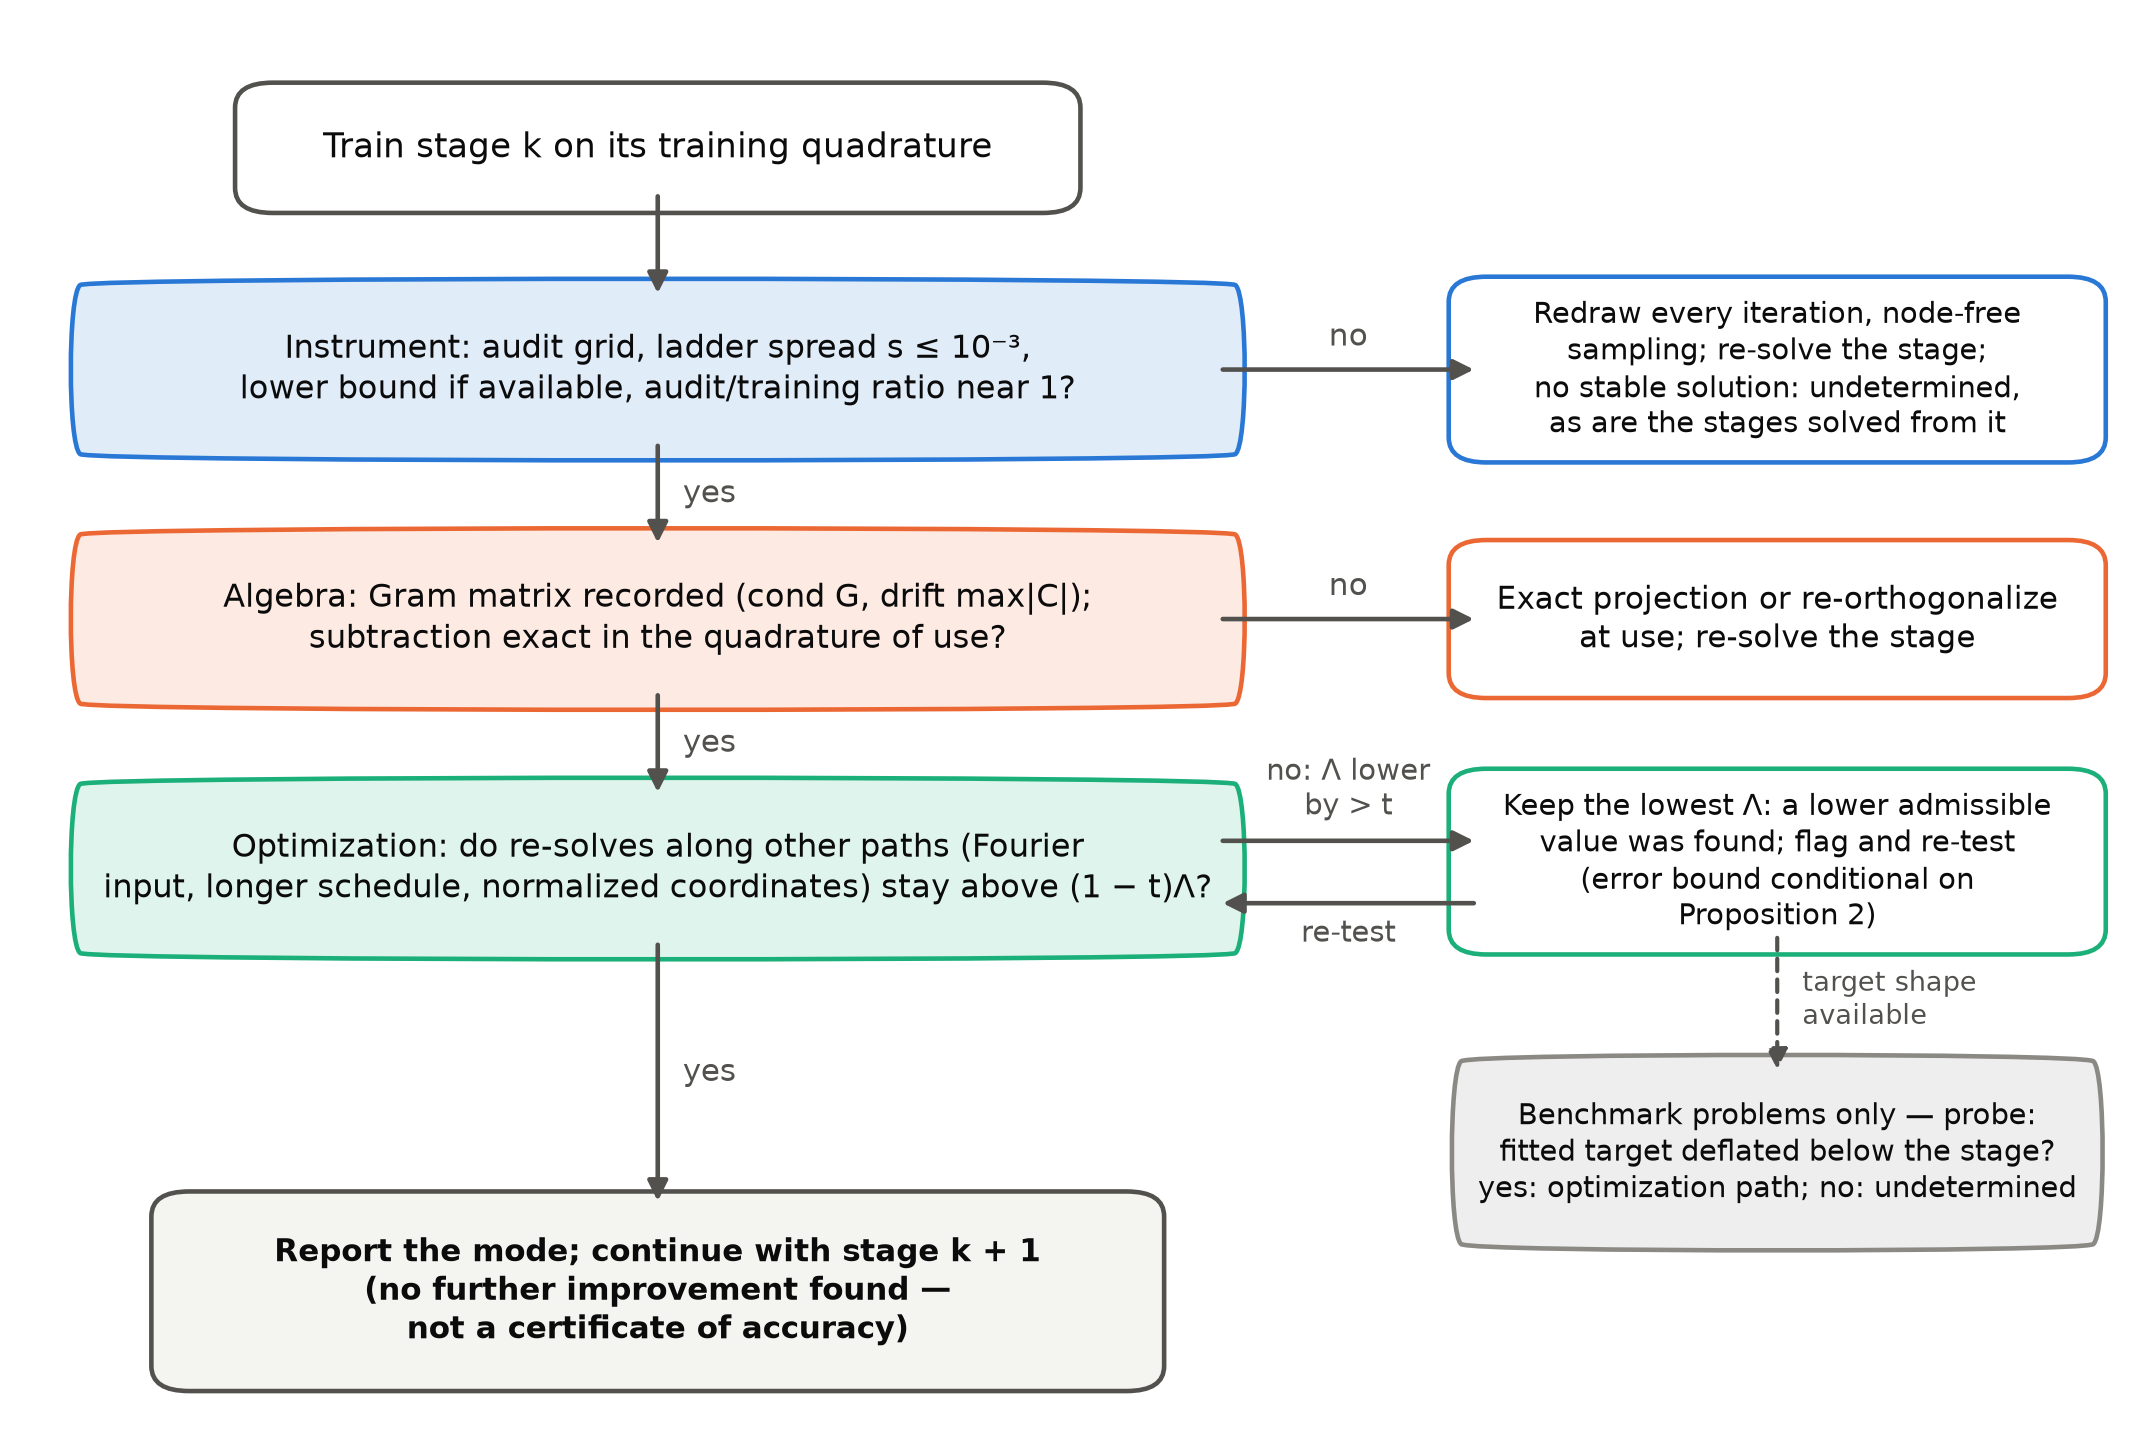 Train stage k on its training quadrature
Instrument: audit grid, ladder spread s ≤ 10⁻³,
lower bound if available, audit/training ratio near 1?
no
Redraw every iteration, node-free
sampling; re-solve the stage;
no stable solution: undetermined,
as are the stages solved from it
yes
Algebra: Gram matrix recorded (cond G, drift max|C|);
subtraction exact in the quadrature of use?
no
Exact projection or re-orthogonalize
at use; re-solve the stage
yes
Optimization: do re-solves along other paths (Fourier
input, longer schedule, normalized coordinates) stay above (1 − t)Λ?
no: Λ lower
by > t
re-test
Keep the lowest Λ: a lower admissible
value was found; flag and re-test
(error bound conditional on
Proposition 2)
target shape
available
yes
Benchmark problems only — probe:
fitted target deflated below the stage?
yes: optimization path; no: undetermined
Report the mode; continue with stage k + 1
(no further improvement found —
not a certificate of accuracy)